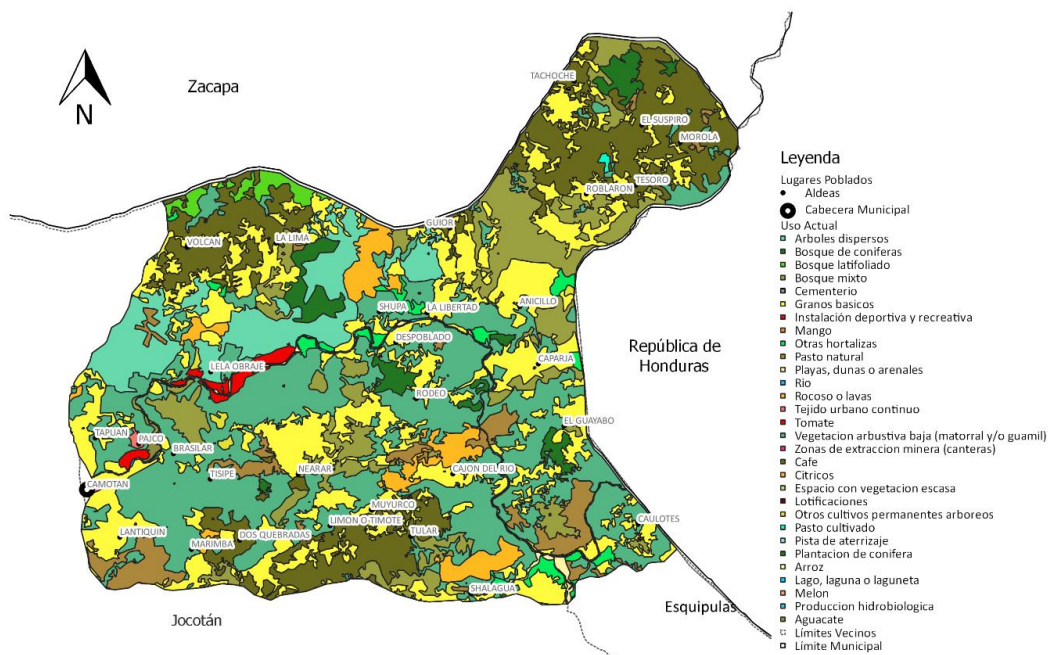 Zacapa
N
TACHOCHE
EL SUSPIRO
MOROLA
TESORO
ROBLARON
GUIOR
VOLCAN
LA LIMA
SHUPA
LA LIBERTAD
ANICILLO
DESPOBLADO
República de
Honduras
CAPARJA
LELA OBRAJE
RODEO
EL GUAYABO
TAPUAN
PAJCO
BRASILAR
TISIPE
NEARAR
CAJON DEL RIO
CAMOTAN
MUYURCO
LIMON O-TIMOTE
TULAR
CAULOTES
LANTIQUIN
MARIMBA
DOS QUEBRADAS
SHALAGUA
Esquipulas
Jocotán
Leyenda
Lugares Poblados
Aldeas
Cabecera Municipal
Uso Actual
Arboles dispersos
Bosque de coniferas
Bosque latifoliado
Bosque mixto
Cementerio
Granos basicos
Instalación deportiva y recreativa
Mango
Otras hortalizas
Pasto natural
Playas, dunas o arenales
Rio
Rocoso o lavas
Tejido urbano continuo
Tomate
Vegetacion arbustiva baja (matorral y/o guamil)
Zonas de extraccion minera (canteras)
Cafe
Citricos
Espacio con vegetacion escasa
Lotificaciones
Otros cultivos permanentes arboreos
Pasto cultivado
Pista de aterrizaje
Plantacion de conifera
Arroz
Lago, laguna o laguneta
Melon
Produccion hidrobiologica
Aguacate
Límites Vecinos
Límite Municipal